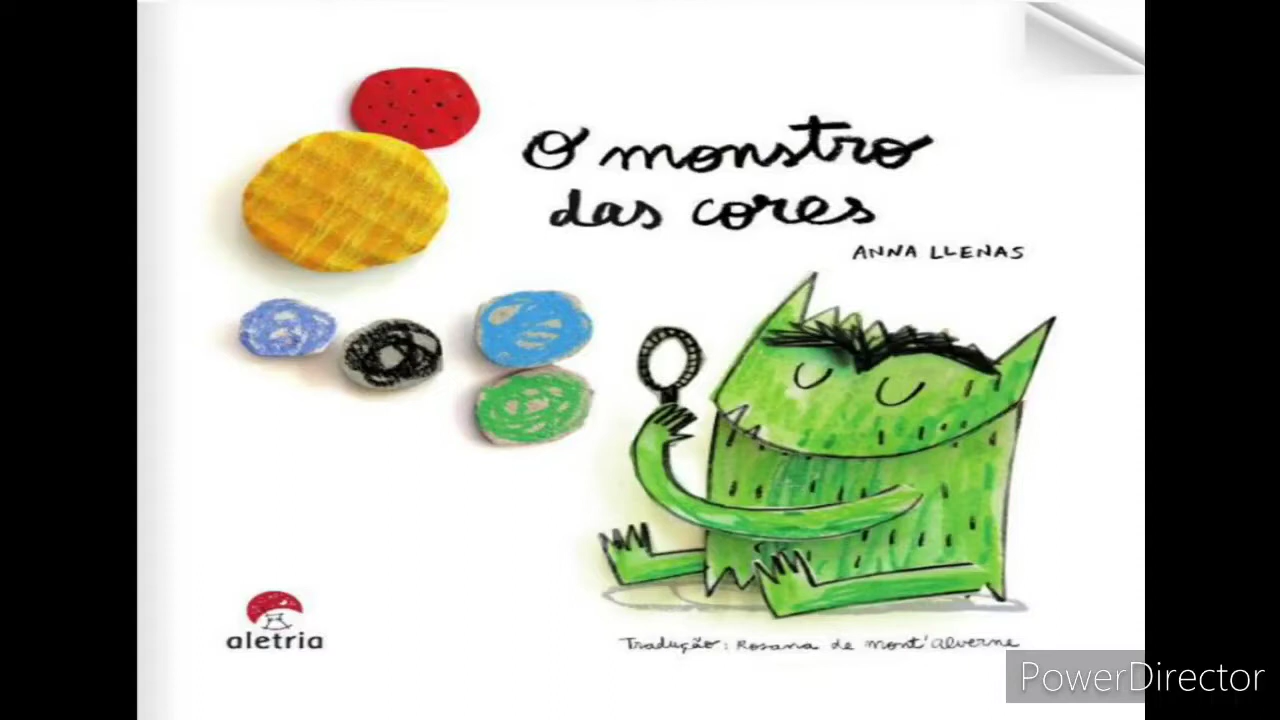 O monstro
das cores
ANNA LLENAS
aletria
Tradução: Rosana de Mont'Alverne
PowerDirector